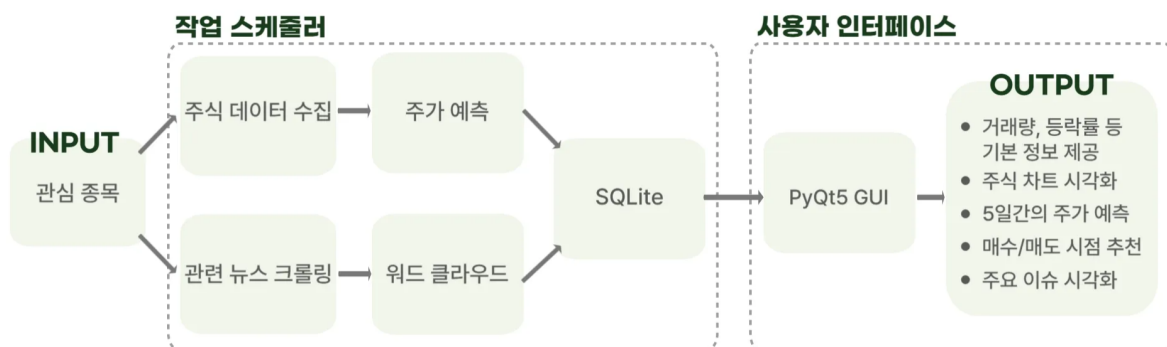 작업 스케줄러
사용자 인터페이스
INPUT
관심 종목
주식 데이터 수집
주가 예측
관련 뉴스 크롤링
워드 클라우드
SQLite
PyQt5 GUI
OUTPUT
● 거래량, 등락률 등
기본 정보 제공
● 주식 차트 시각화
● 5일간의 주가 예측
● 매수/매도 시점 추천
● 주요 이슈 시각화